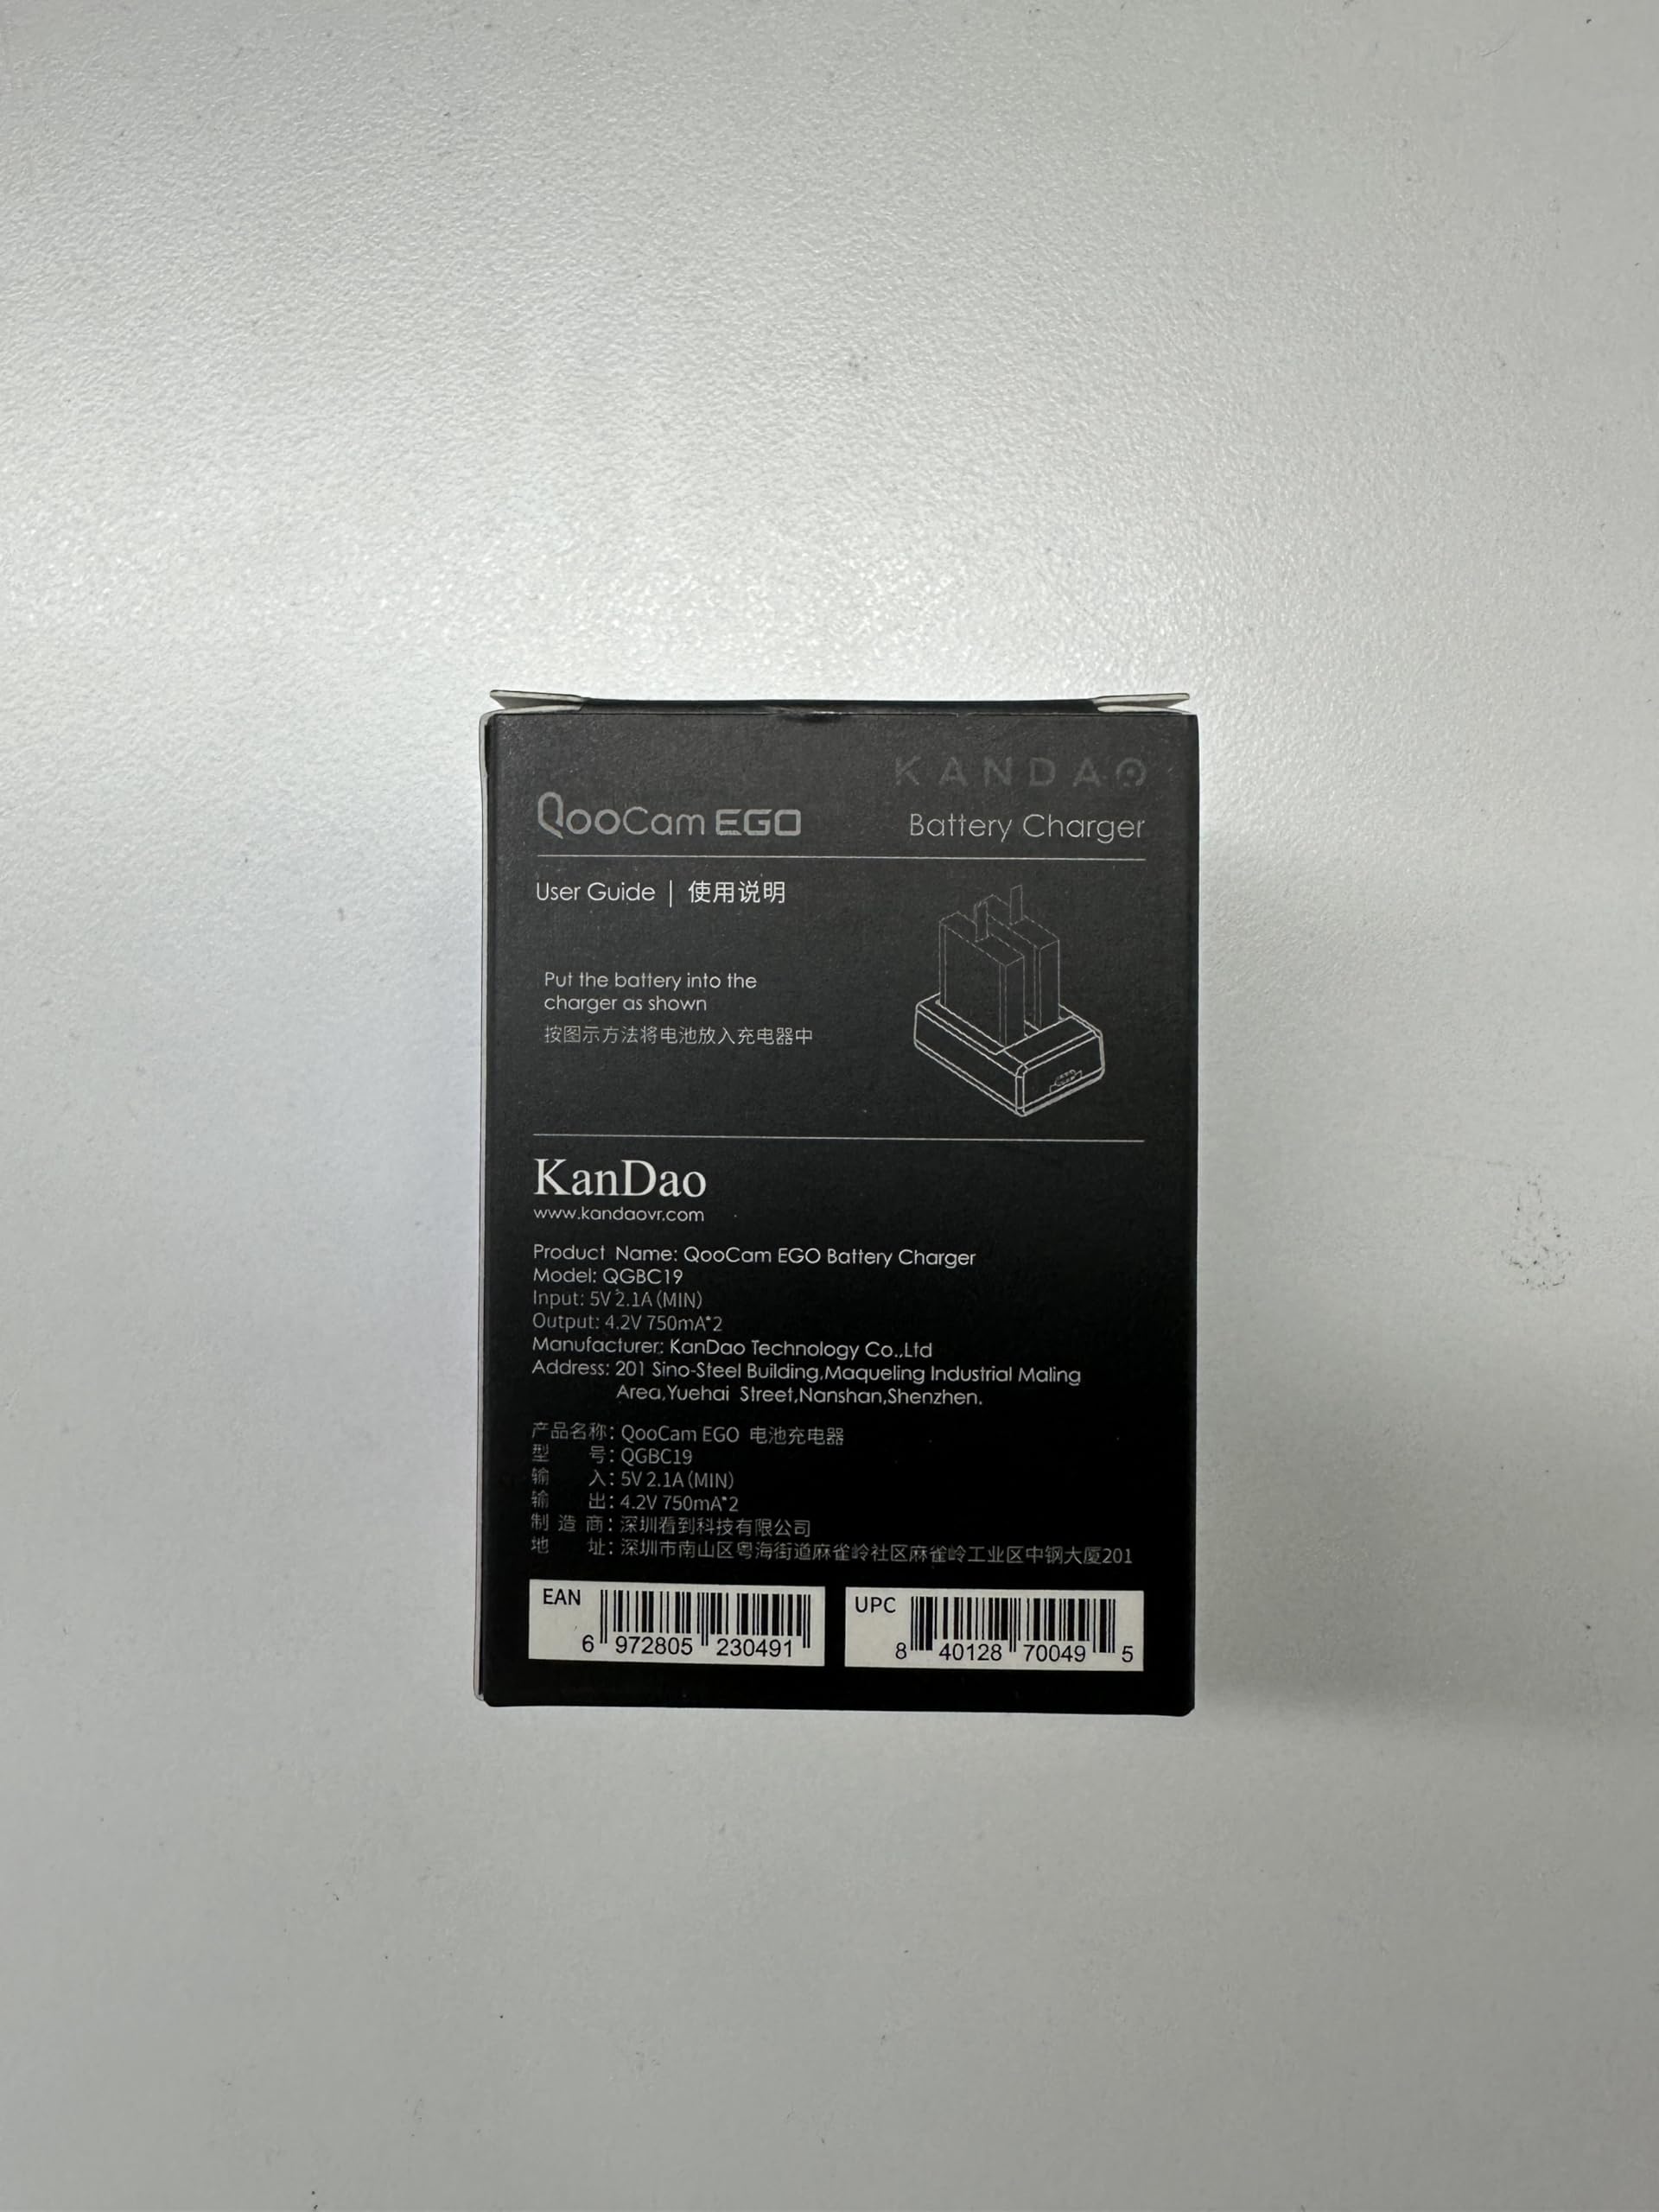 KANDAO
QooCam EGO Battery Charger
User Guide | 使用说明
Put the battery into the
charger as shown
按图示方法将电池放入充电器中
KanDao
www.kandaovr.com
Product Name: QooCam EGO Battery Charger
Model: QGBC19
Input: 5V 2.1A(MIN)
Output: 4.2V 750mA*2
Manufacturer: KanDao Technology Co.,Ltd
Address: 201 Sino-Steel Building,Maqueling Industrial Maling
Area,Yuehai Street,Nanshan,Shenzhen.
产品名称: QooCam EGO 电池充电器
型 号: QGBC19
输 入: 5V 2.1A(MIN)
输 出: 4.2V 750mA*2
制 造 商: 深圳看到科技有限公司
地 址: 深圳市南山区粤海街道麻雀岭社区麻雀岭工业区中钢大厦201
EAN
6 972805 230491
UPC
8 40128 70049 5